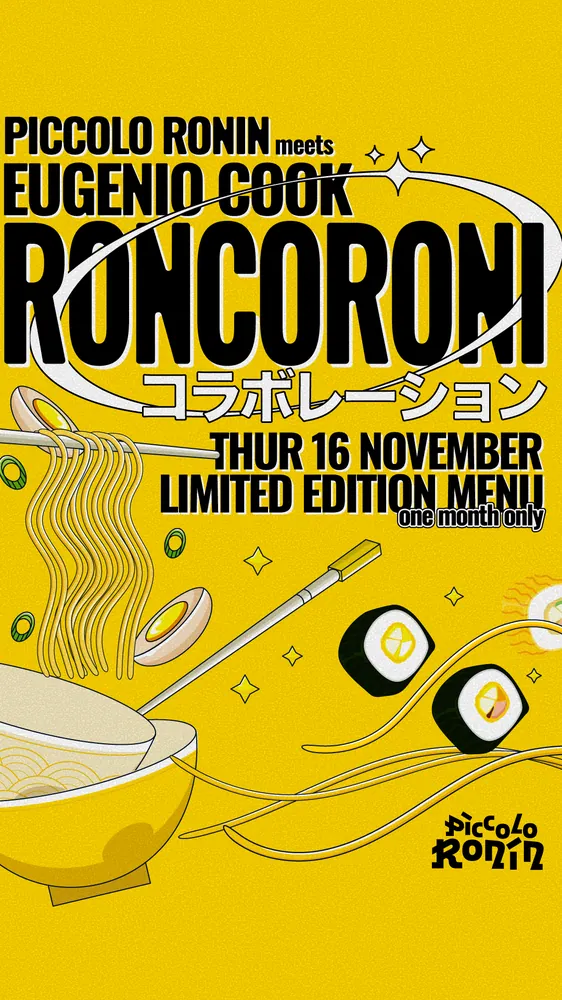 PICCOLO RONIN meets
EUGENIO COOK
RONCORONI
コラボレーション
THUR 16 NOVEMBER
LIMITED EDITION MENU
one month only
Piccolo
Ronin